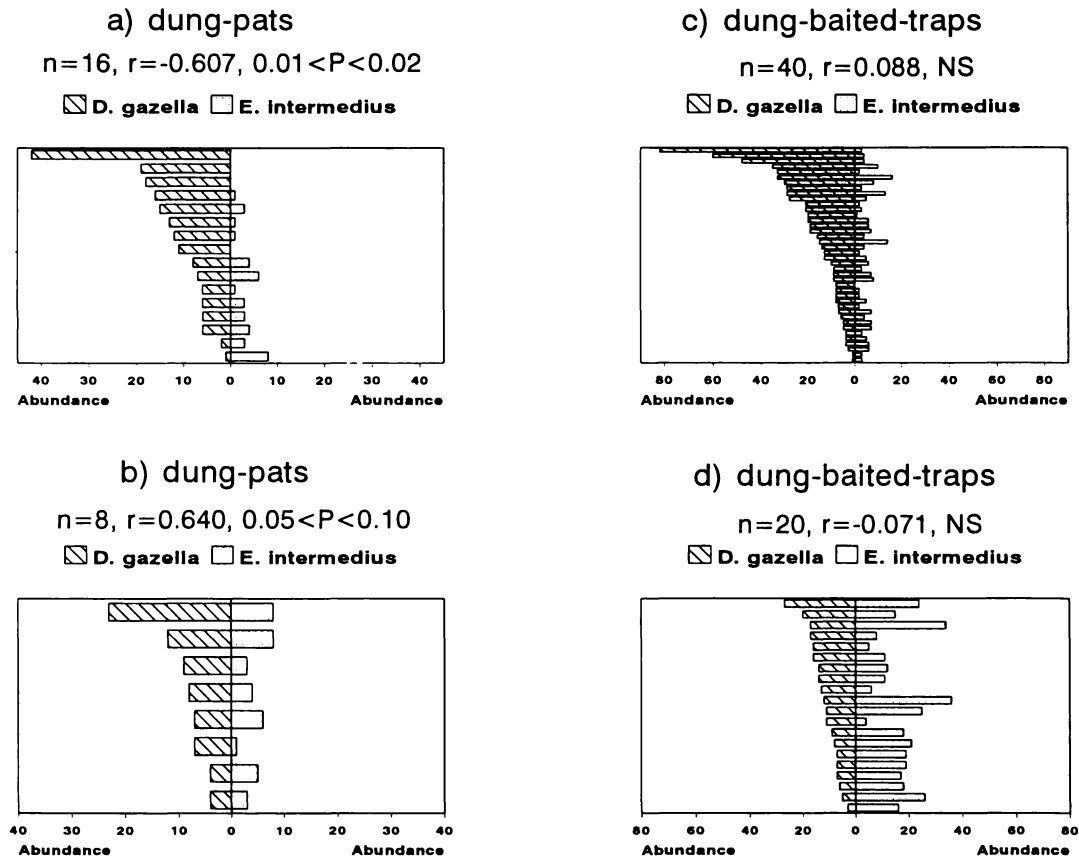 a) dung-pats
n=16, r=-0.607, 0.01<P<0.02
D. gazella E. intermedius
40 30 20 10 0 10 20 30 40
Abundance Abundance
c) dung-baited-traps
n=40, r=0.088, NS
D. gazella E. intermedius
80 60 40 20 0 20 40 60 80
Abundance Abundance
b) dung-pats
n=8, r=0.640, 0.05<P<0.10
D. gazella E. intermedius
40 30 20 10 0 10 20 30 40
Abundance Abundance
d) dung-baited-traps
n=20, r=-0.071, NS
D. gazella E. intermedius
80 60 40 20 0 20 40 60 80
Abundance Abundance